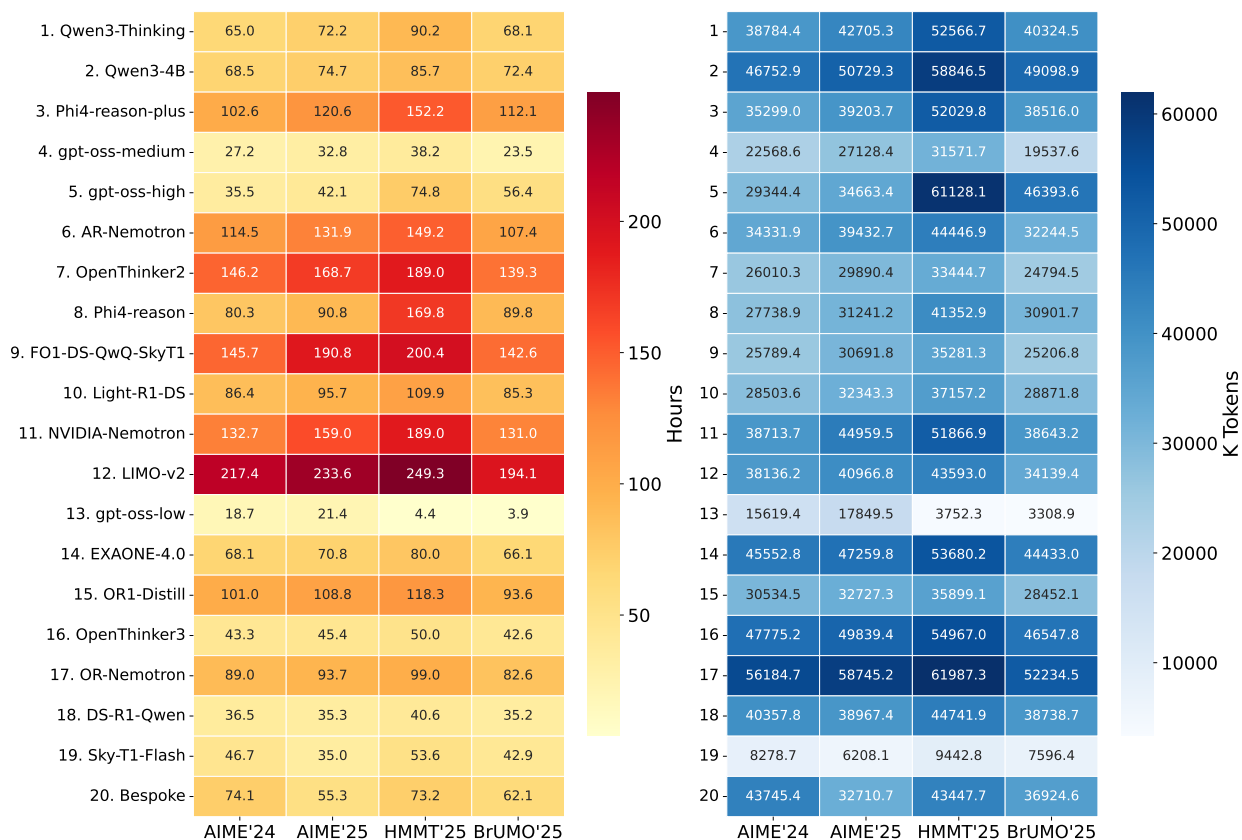 1. Qwen3-Thinking 65.0 72.2 90.2 68.1 1 38784.4 42705.3 52566.7 40324.5
2. Qwen3-4B 68.5 74.7 85.7 72.4 2 46752.9 50729.3 58846.5 49098.9
3. Phi4-reason-plus 102.6 120.6 152.2 112.1 3 35299.0 39203.7 52029.8 38516.0
4. gpt-oss-medium 27.2 32.8 38.2 23.5 4 22568.6 27128.4 31571.7 19537.6
5. gpt-oss-high 35.5 42.1 74.8 56.4 5 29344.4 34663.4 61128.1 46393.6
6. AR-Nemotron 114.5 131.9 149.2 107.4 6 34331.9 39432.7 44446.9 32244.5
7. OpenThinker2 146.2 168.7 189.0 139.3 7 26010.3 29890.4 33444.7 24794.5
8. Phi4-reason 80.3 90.8 169.8 89.8 8 27738.9 31241.2 41352.9 30901.7
9. FO1-DS-QwQ-SkyT1 145.7 190.8 200.4 142.6 9 25789.4 30691.8 35281.3 25206.8
10. Light-R1-DS 86.4 95.7 109.9 85.3 10 28503.6 32343.3 37157.2 28871.8
11. NVIDIA-Nemotron 132.7 159.0 189.0 131.0 11 38713.7 44959.5 51866.9 38643.2
12. LIMO-v2 217.4 233.6 249.3 194.1 12 38136.2 40966.8 43593.0 34139.4
13. gpt-oss-low 18.7 21.4 4.4 3.9 13 15619.4 17849.5 3752.3 3308.9
14. EXAONE-4.0 68.1 70.8 80.0 66.1 14 45552.8 47259.8 53680.2 44433.0
15. OR1-Distill 101.0 108.8 118.3 93.6 15 30534.5 32727.3 35899.1 28452.1
16. OpenThinker3 43.3 45.4 50.0 42.6 16 47775.2 49839.4 54967.0 46547.8
17. OR-Nemotron 89.0 93.7 99.0 82.6 17 56184.7 58745.2 61987.3 52234.5
18. DS-R1-Qwen 36.5 35.3 40.6 35.2 18 40357.8 38967.4 44741.9 38738.7
19. Sky-T1-Flash 46.7 35.0 53.6 42.9 19 8278.7 6208.1 9442.8 7596.4
20. Bespoke 74.1 55.3 73.2 62.1 20 43745.4 32710.7 43447.7 36924.6
AIME'24 AIME'25 HMMT'25 BrUMO'25 AIME'24 AIME'25 HMMT'25 BrUMO'25
200
150
100
50
Hours
60000
50000
40000
30000
20000
10000
K Tokens